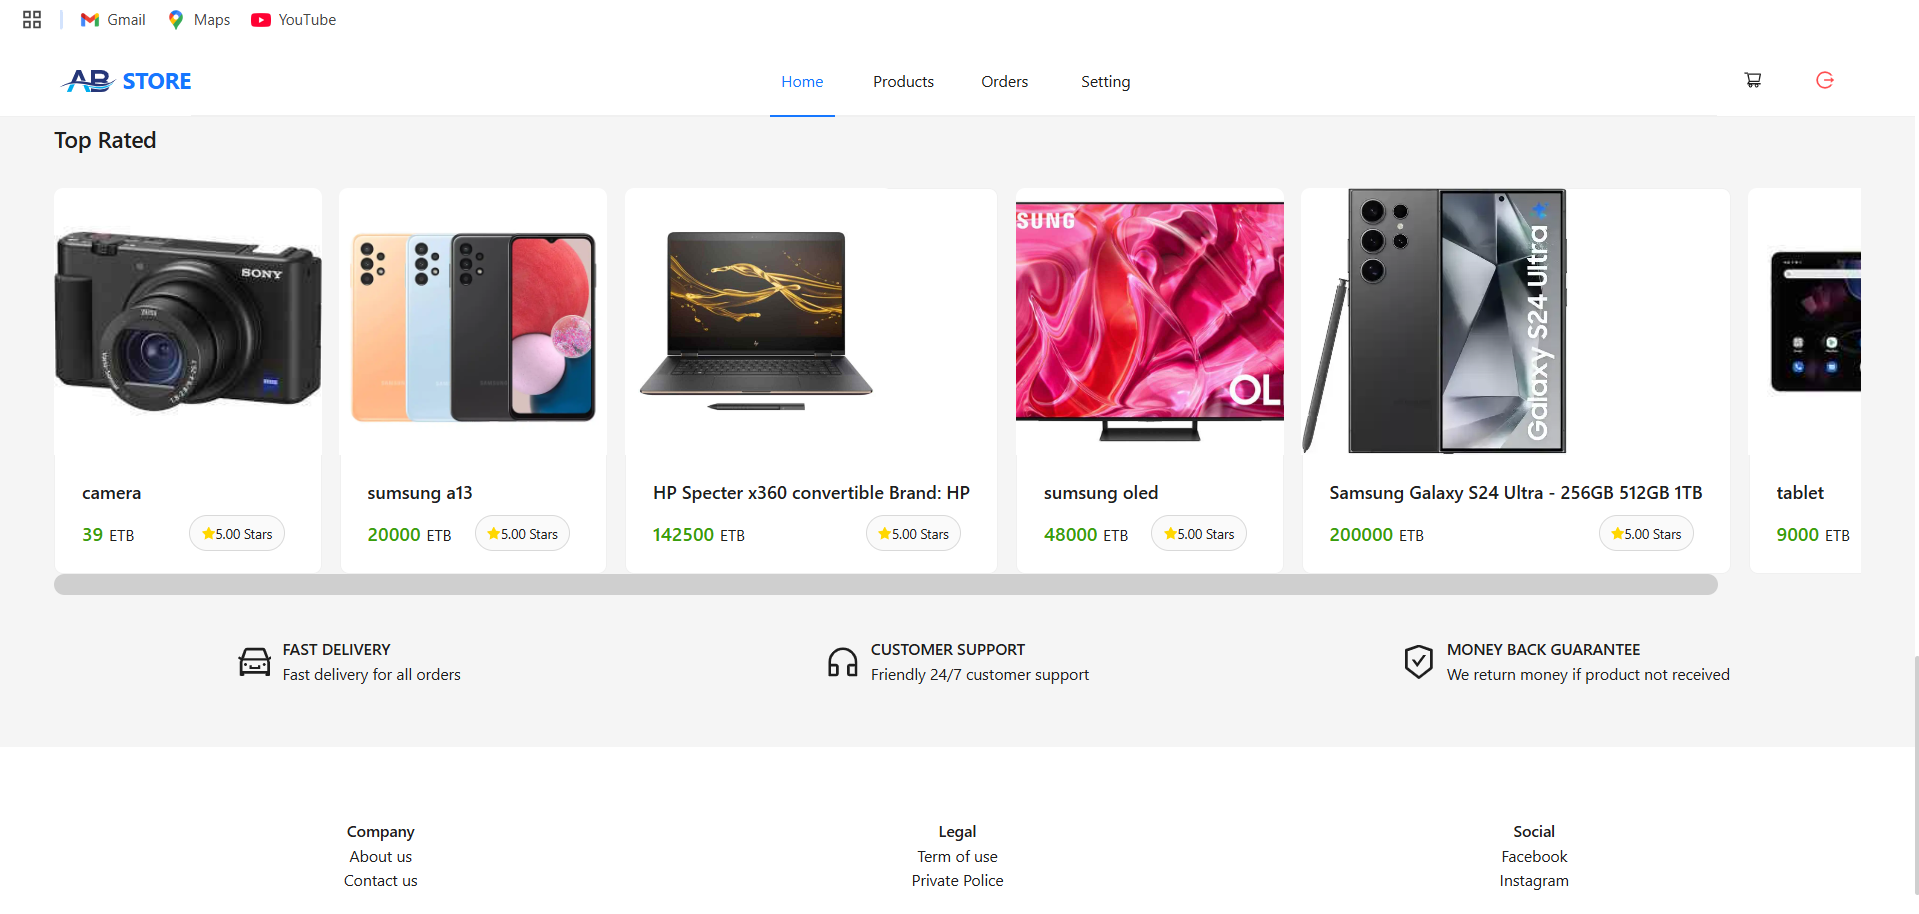 Gmail
Maps
YouTube
AB STORE
Home
Products
Orders
Setting
Top Rated
SONY
ZEISS
SUNG
OL
Galaxy S24 Ultra
camera
39 ETB
5.00 Stars
sumsung a13
20000 ETB
5.00 Stars
HP Specter x360 convertible Brand: HP
142500 ETB
5.00 Stars
sumsung oled
48000 ETB
5.00 Stars
Samsung Galaxy S24 Ultra - 256GB 512GB 1TB
200000 ETB
5.00 Stars
tablet
9000 ETB
FAST DELIVERY
Fast delivery for all orders
CUSTOMER SUPPORT
Friendly 24/7 customer support
MONEY BACK GUARANTEE
We return money if product not received
Company
About us
Contact us
Legal
Term of use
Private Police
Social
Facebook
Instagram